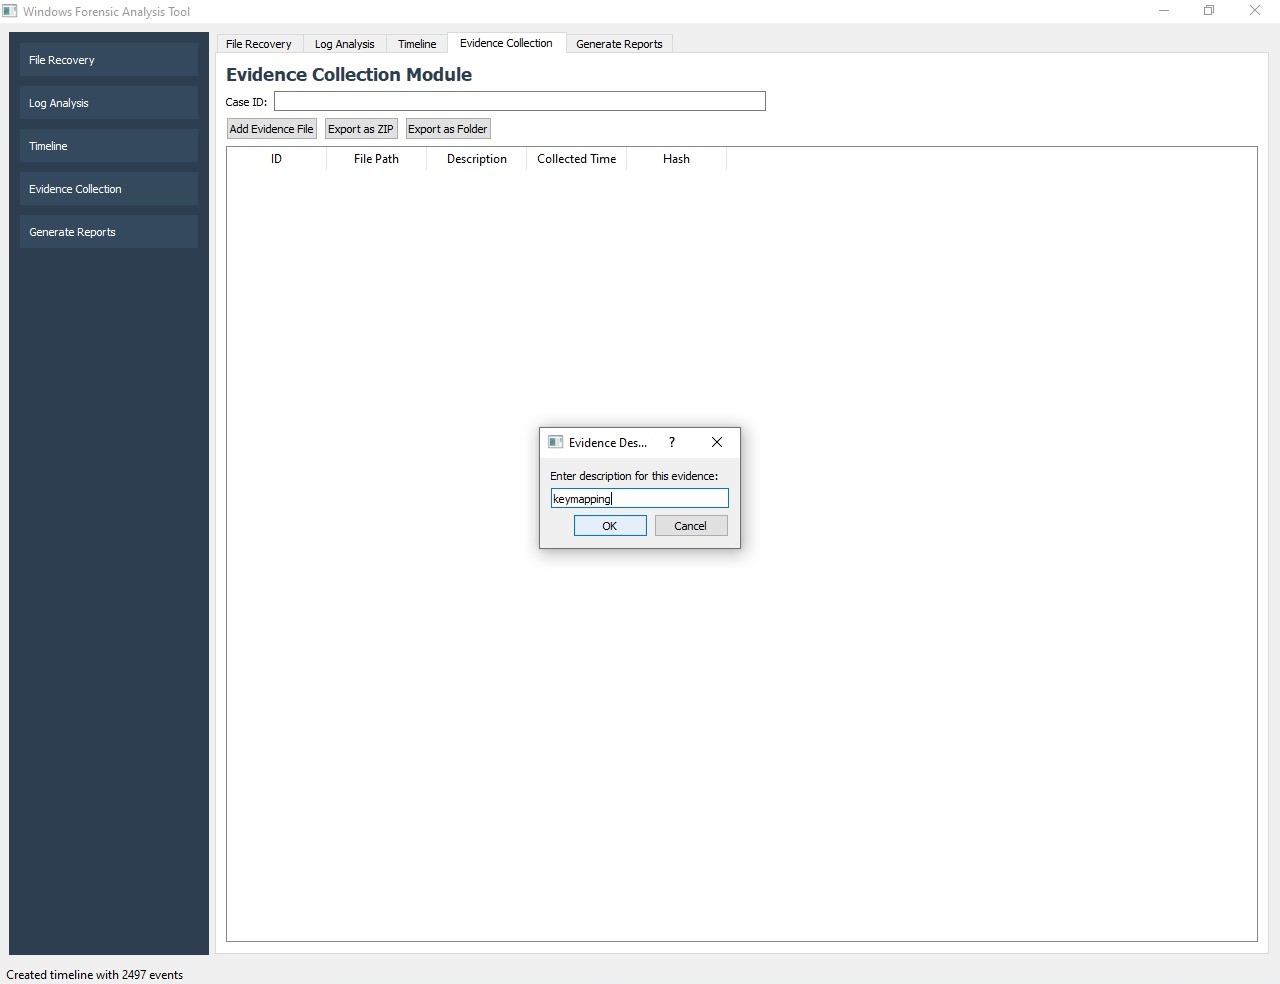 Windows Forensic Analysis Tool
File Recovery
Log Analysis
Timeline
Evidence Collection
Generate Reports
File Recovery Log Analysis Timeline Evidence Collection Generate Reports
Evidence Collection Module
Case ID:
Add Evidence File Export as ZIP Export as Folder
ID File Path Description Collected Time Hash
Evidence Des... ?
Enter description for this evidence:
keymapping
OK Cancel
Created timeline with 2497 events